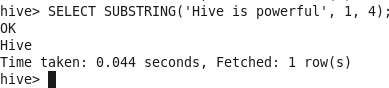 hive> SELECT SUBSTRING('Hive is powerful', 1, 4);
OK
Hive
Time taken: 0.044 seconds, Fetched: 1 row(s)
hive>